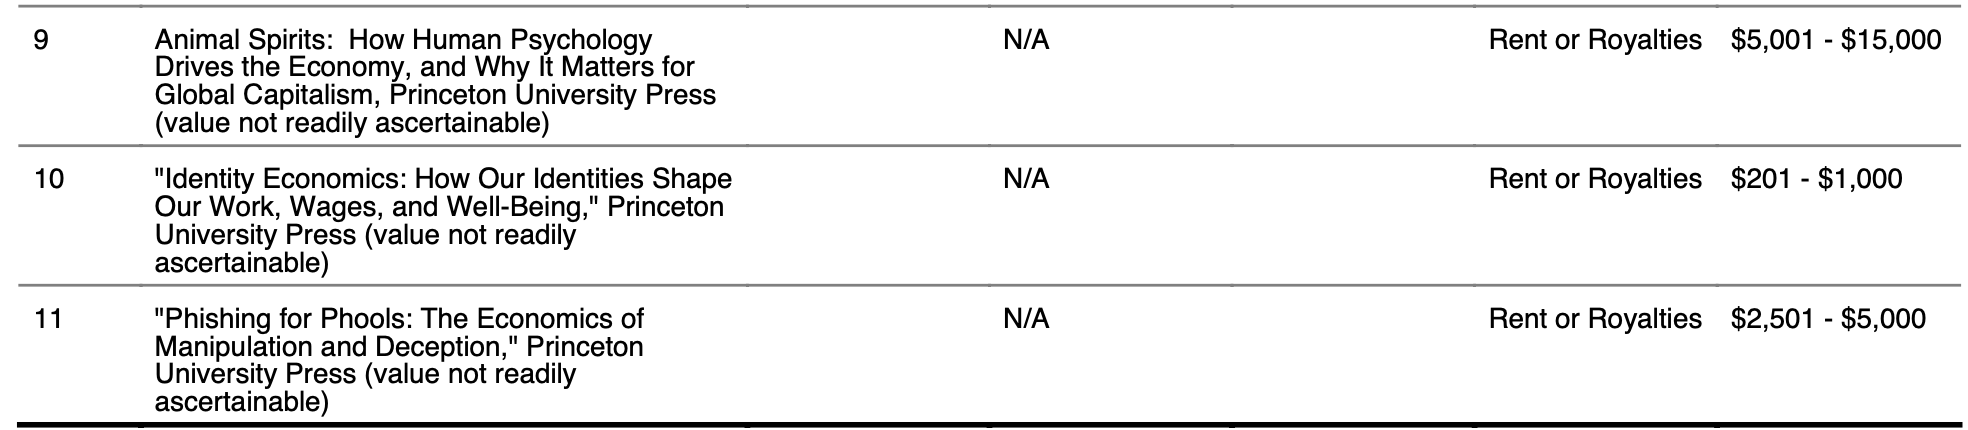 9 Animal Spirits:  How Human Psychology N/A Rent or Royalties $5,001 - $15,000
Drives the Economy, and Why It Matters for
Global Capitalism, Princeton University Press
(value not readily ascertainable)
10 "Identity Economics: How Our Identities Shape N/A Rent or Royalties $201 - $1,000
Our Work, Wages, and Well-Being," Princeton
University Press (value not readily
ascertainable)
11 "Phishing for Phools: The Economics of N/A Rent or Royalties $2,501 - $5,000
Manipulation and Deception," Princeton
University Press (value not readily
ascertainable)